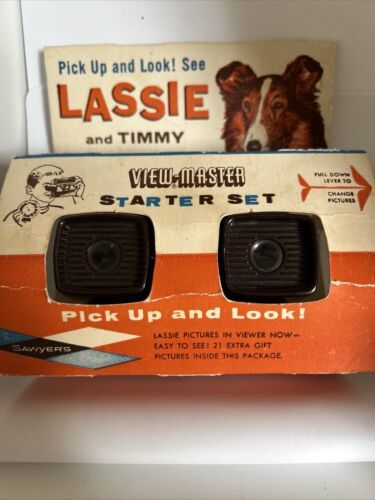 Pick Up and Look! See
LASSIE
and TIMMY
VIEW-MASTER
STARTER SET
PULL DOWN
LEVER TO
CHANGE
PICTURES
Pick Up and Look!
SAWYERS
LASSIE PICTURES IN VIEWER NOW—
EASY TO SEE! 21 EXTRA GIFT
PICTURES INSIDE THIS PACKAGE.